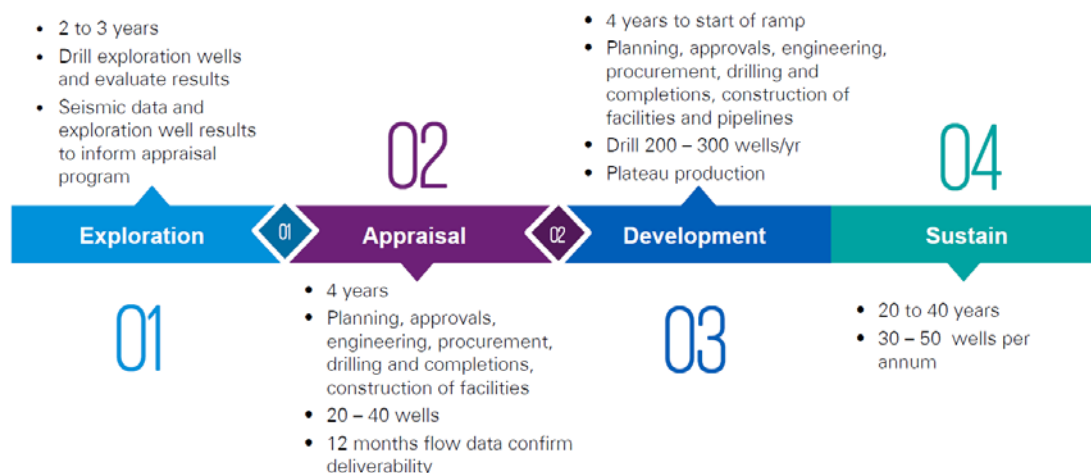 • 2 to 3 years
• Drill exploration wells
and evaluate results
• Seismic data and
exploration well results
to inform appraisal
program
02
• 4 years to start of ramp
• Planning, approvals, engineering,
procurement, drilling and
completions, construction of
facilities and pipelines
• Drill 200 – 300 wells/yr
• Plateau production
04
Exploration
01
Appraisal
02
Development
Sustain
01
• 4 years
• Planning, approvals,
engineering, procurement,
drilling and completions,
construction of facilities
• 20 – 40 wells
• 12 months flow data confirm
deliverability
03
• 20 to 40 years
• 30 – 50 wells per
annum